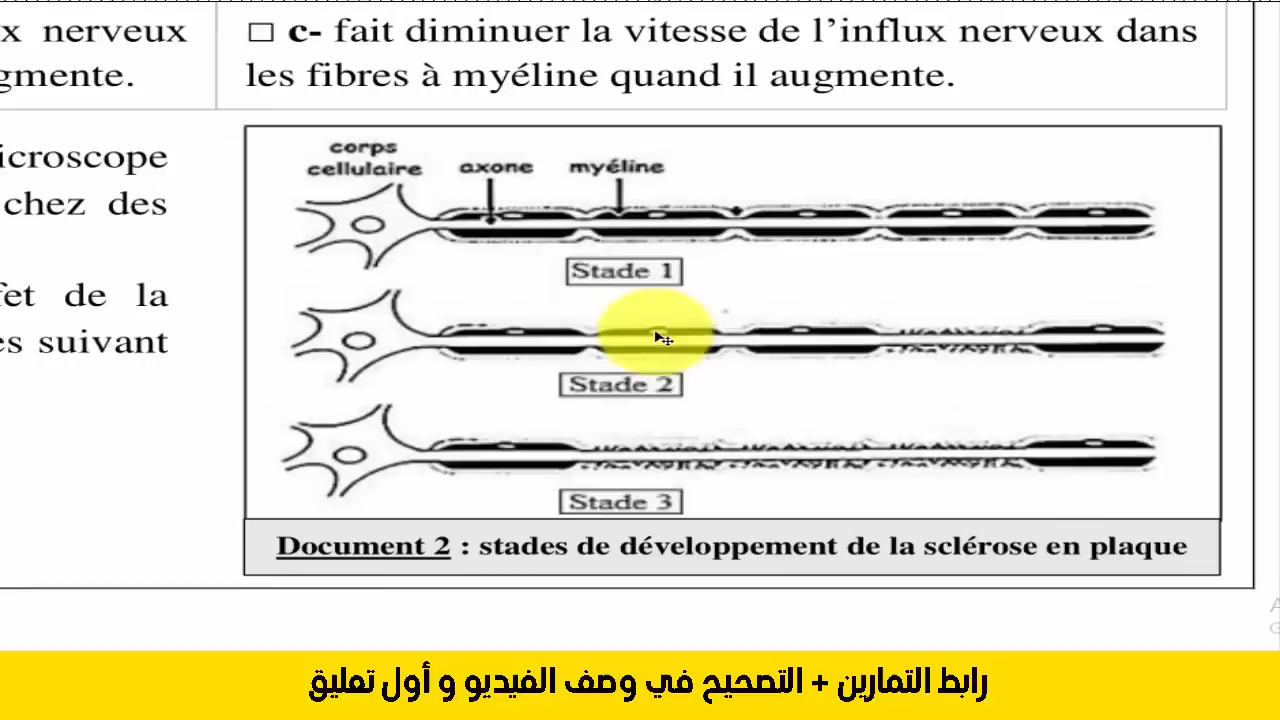 x nerveux
gmente.
□ c- fait diminuer la vitesse de l’influx nerveux dans
les fibres à myéline quand il augmente.
icroscope
chez des
fet de la
es suivant
corps
cellulaire
axone
myéline
Stade 1
Stade 2
Stade 3
Document 2 : stades de développement de la sclérose en plaque
رابط التمارين + التصحيح في وصف الفيديو و أول تعليق